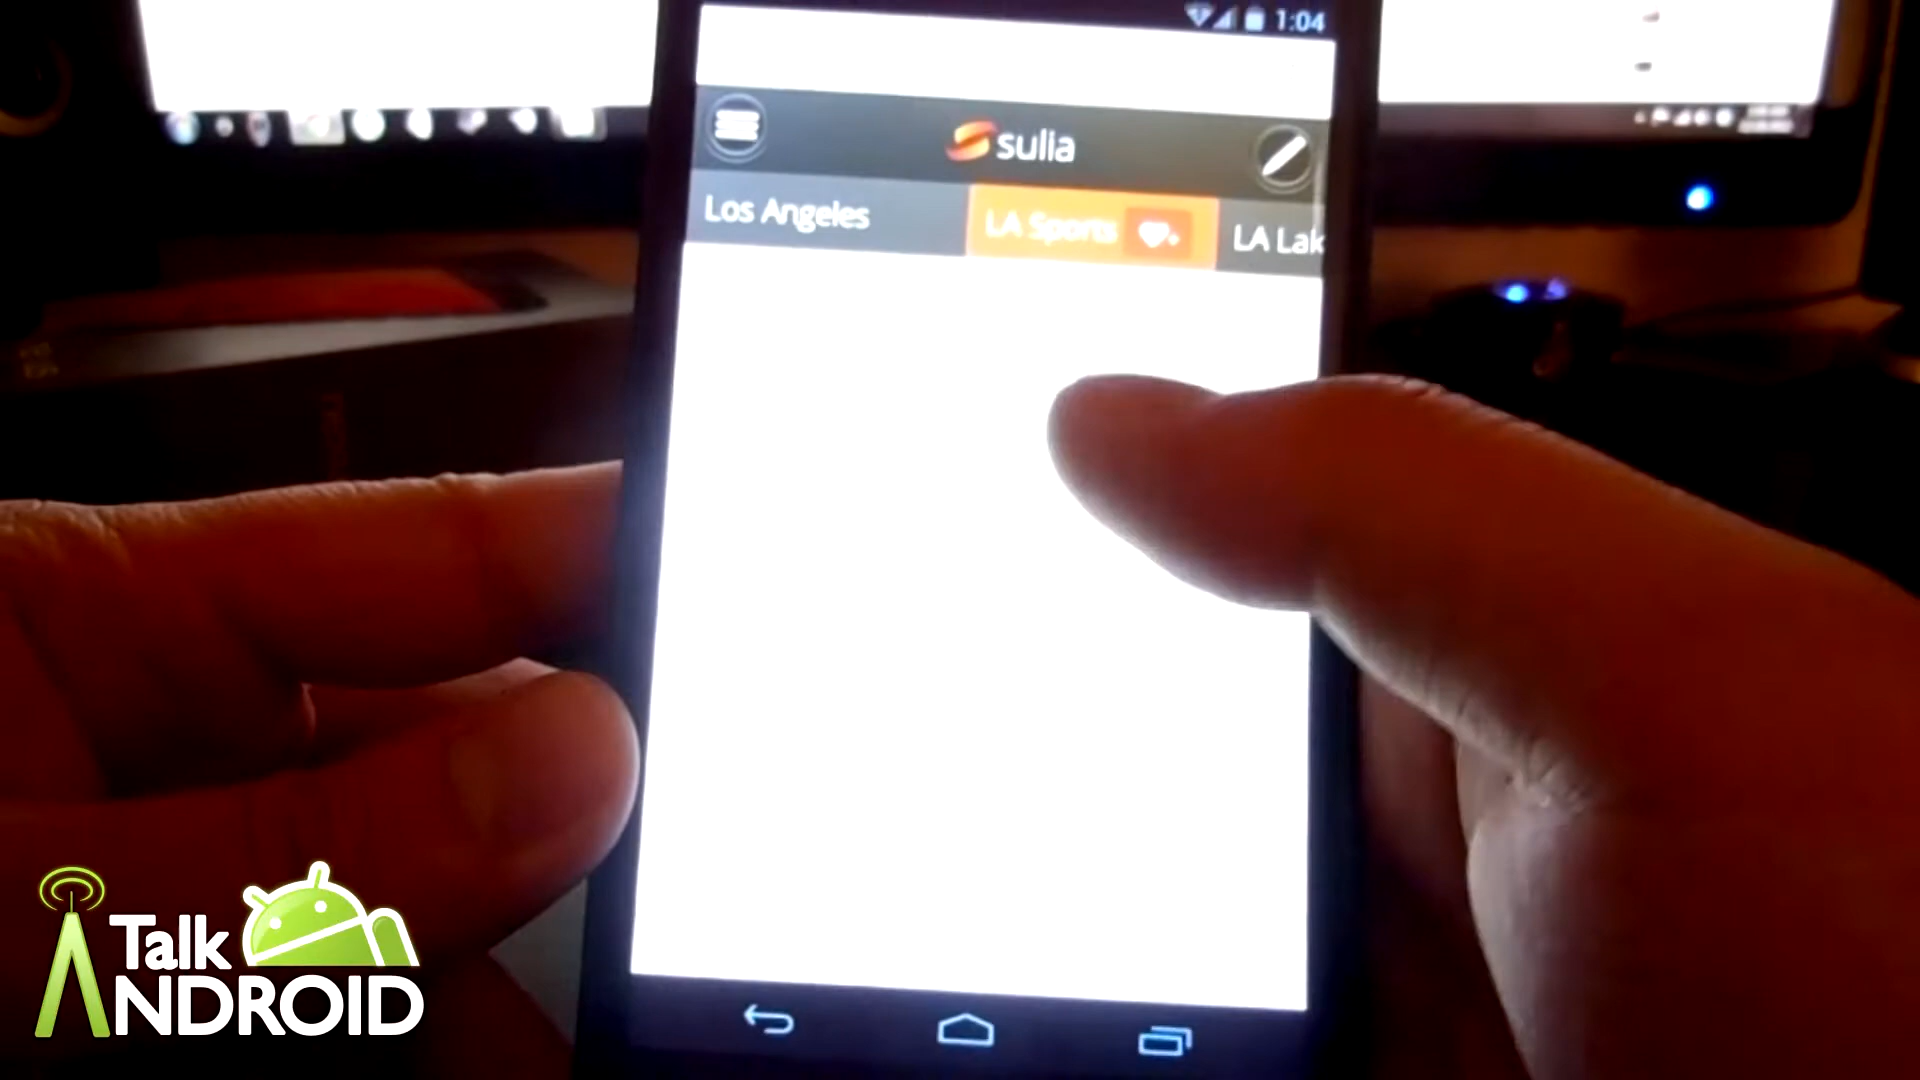 1:04
sulia
Los Angeles
LA Sports
LA Lak
Talk
ANDROID